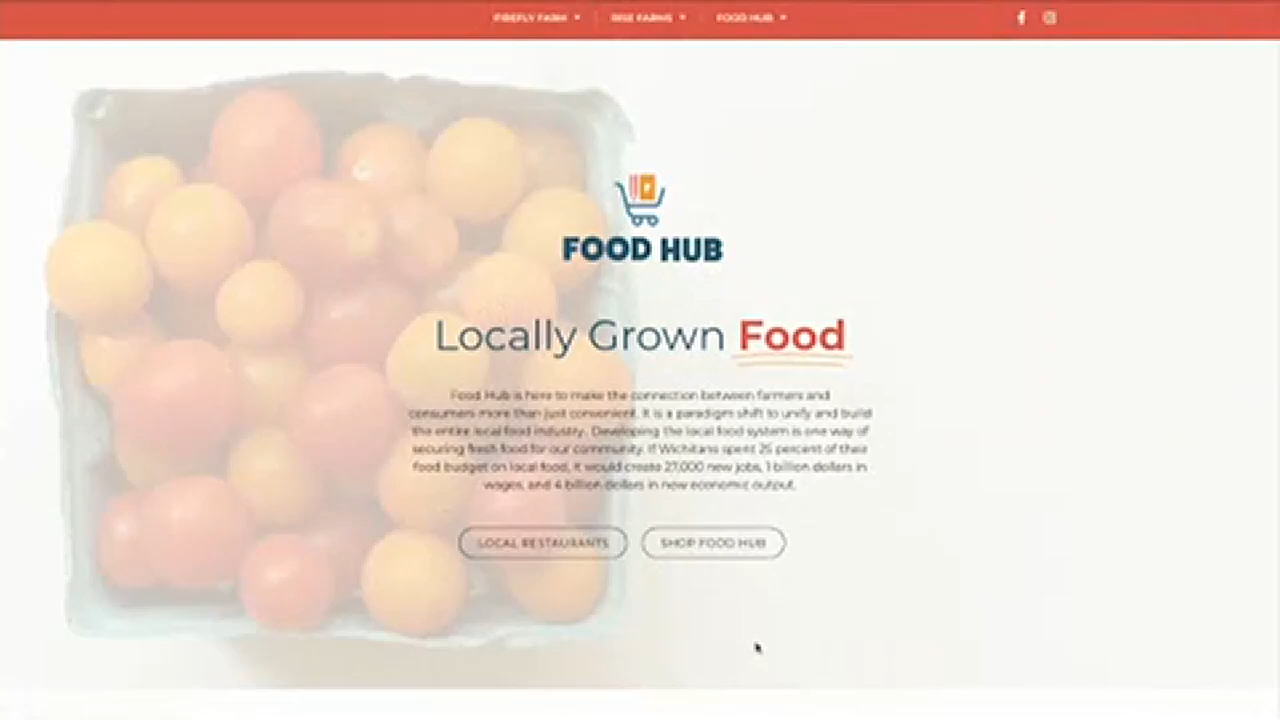 FIREFLY FARM RISE FARMS FOOD HUB
FOOD HUB
Locally Grown Food
Food Hub is here to make the connection between farmers and
consumers more than just convenient. It is a paradigm shift to unify and build
the entire local food industry. Developing the local food system is one way of
securing fresh food for our community. If Wichitans spent 25 percent of their
food budget on local food, it would create 27,000 new jobs, 1 billion dollars in
wages, and 4 billion dollars in new economic output.
LOCAL RESTAURANTS SHOP FOOD HUB